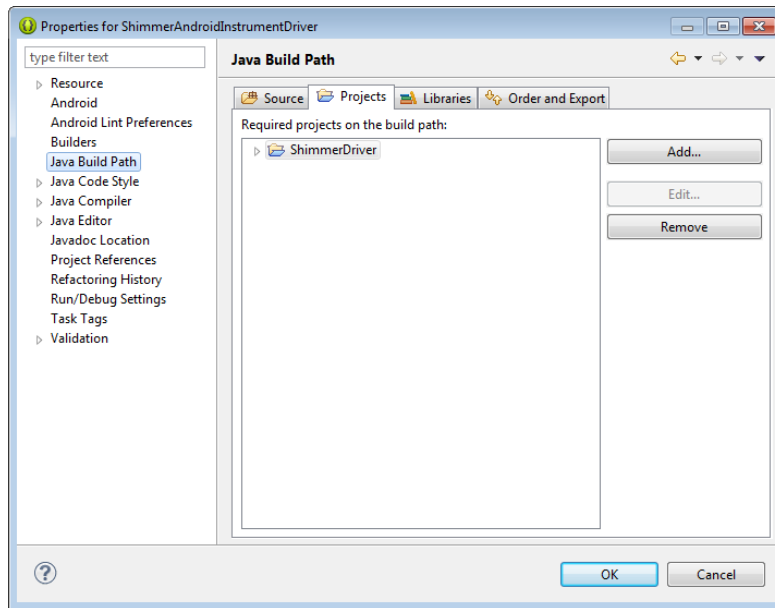 Properties for ShimmerAndroidInstrumentDriver
type filter text
Resource
Android
Android Lint Preferences
Builders
Java Build Path
Java Code Style
Java Compiler
Java Editor
Javadoc Location
Project References
Refactoring History
Run/Debug Settings
Task Tags
Validation
Java Build Path
Source Projects Libraries Order and Export
Required projects on the build path:
ShimmerDriver
Add...
Edit...
Remove
?
OK Cancel